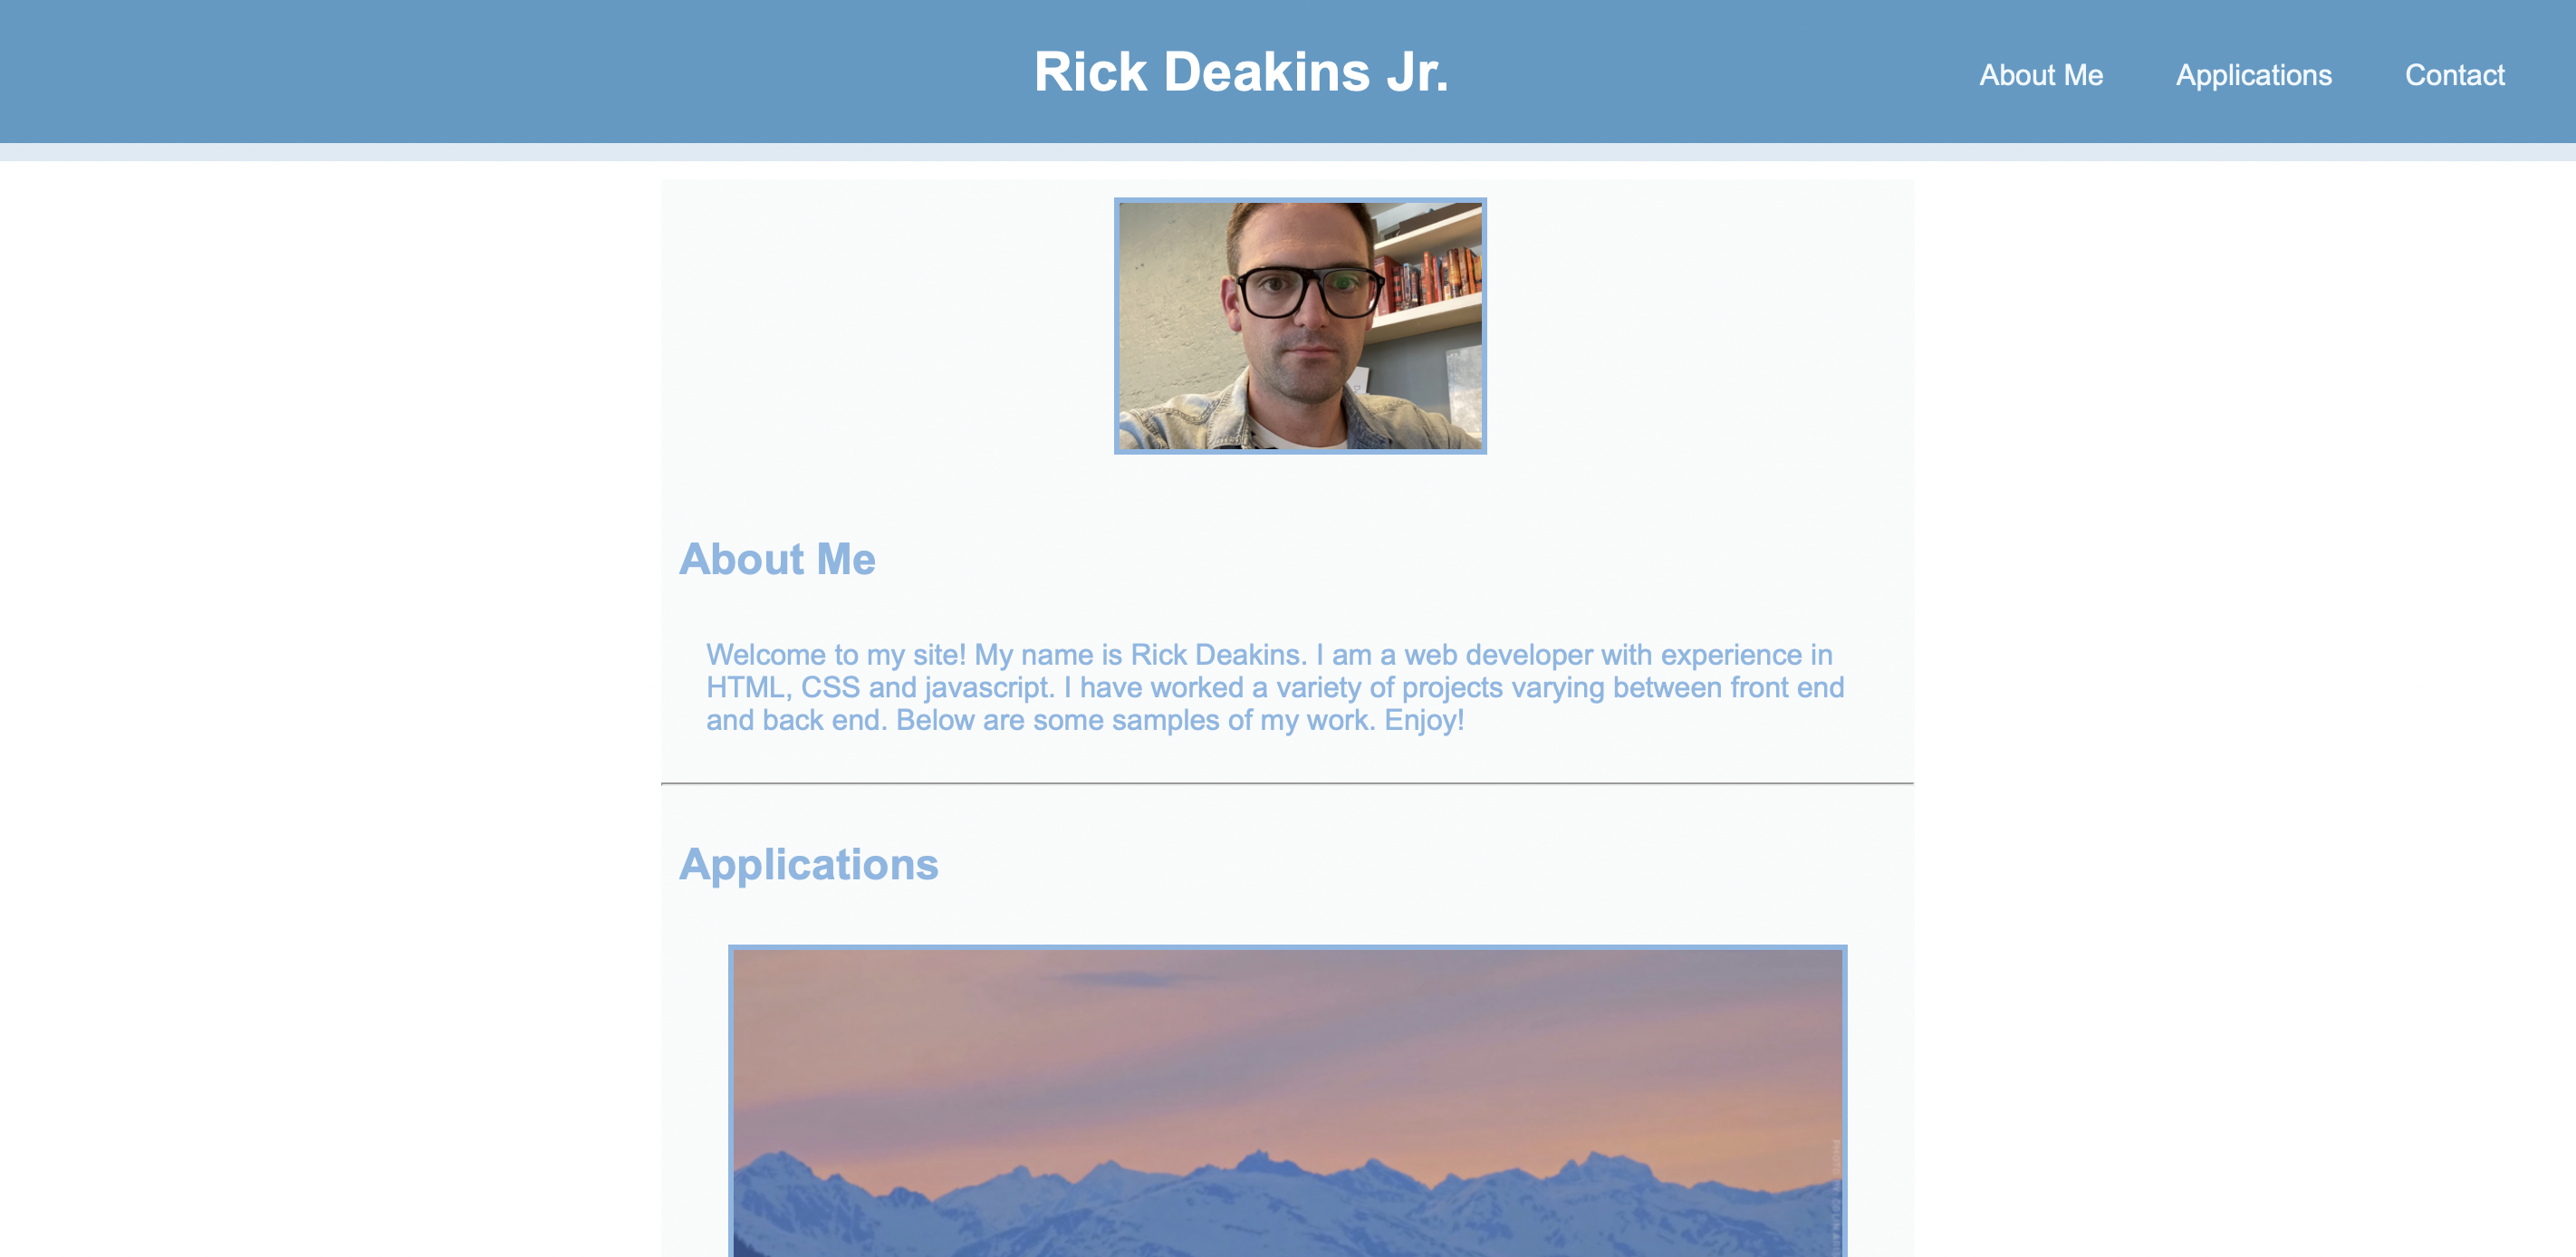 Rick Deakins Jr.
About Me Applications Contact
About Me
Welcome to my site! My name is Rick Deakins. I am a web developer with experience in
HTML, CSS and javascript. I have worked a variety of projects varying between front end
and back end. Below are some samples of my work. Enjoy!
Applications